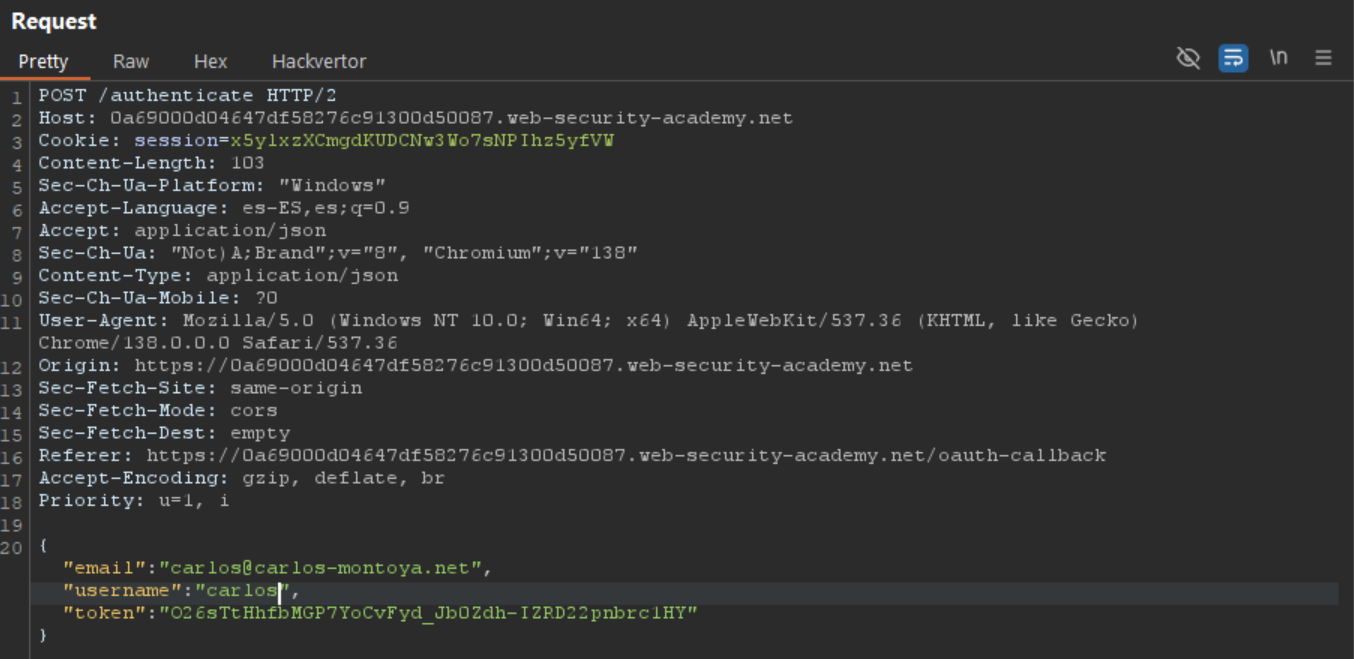 Request
Pretty Raw Hex Hackvertor \n
1 POST /authenticate HTTP/2
2 Host: 0a69000d04647df58276c91300d50087.web-security-academy.net
3 Cookie: session=x5ylxzXCmgdKUDCNw3Wo7sNPIhz5yfVW
4 Content-Length: 103
5 Sec-Ch-Ua-Platform: "Windows"
6 Accept-Language: es-ES,es;q=0.9
7 Accept: application/json
8 Sec-Ch-Ua: "Not)A;Brand";v="8", "Chromium";v="138"
9 Content-Type: application/json
10 Sec-Ch-Ua-Mobile: ?0
11 User-Agent: Mozilla/5.0 (Windows NT 10.0; Win64; x64) AppleWebKit/537.36 (KHTML, like Gecko)
Chrome/138.0.0.0 Safari/537.36
12 Origin: https://0a69000d04647df58276c91300d50087.web-security-academy.net
13 Sec-Fetch-Site: same-origin
14 Sec-Fetch-Mode: cors
15 Sec-Fetch-Dest: empty
16 Referer: https://0a69000d04647df58276c91300d50087.web-security-academy.net/oauth-callback
17 Accept-Encoding: gzip, deflate, br
18 Priority: u=1, i
19
20 {
"email":"carlos@carlos-montoya.net",
"username":"carlos",
"token":"O26sTtHhfbMGP7YoCvFyd_JbOZdh-IZRD22pnbrc1HY"
}